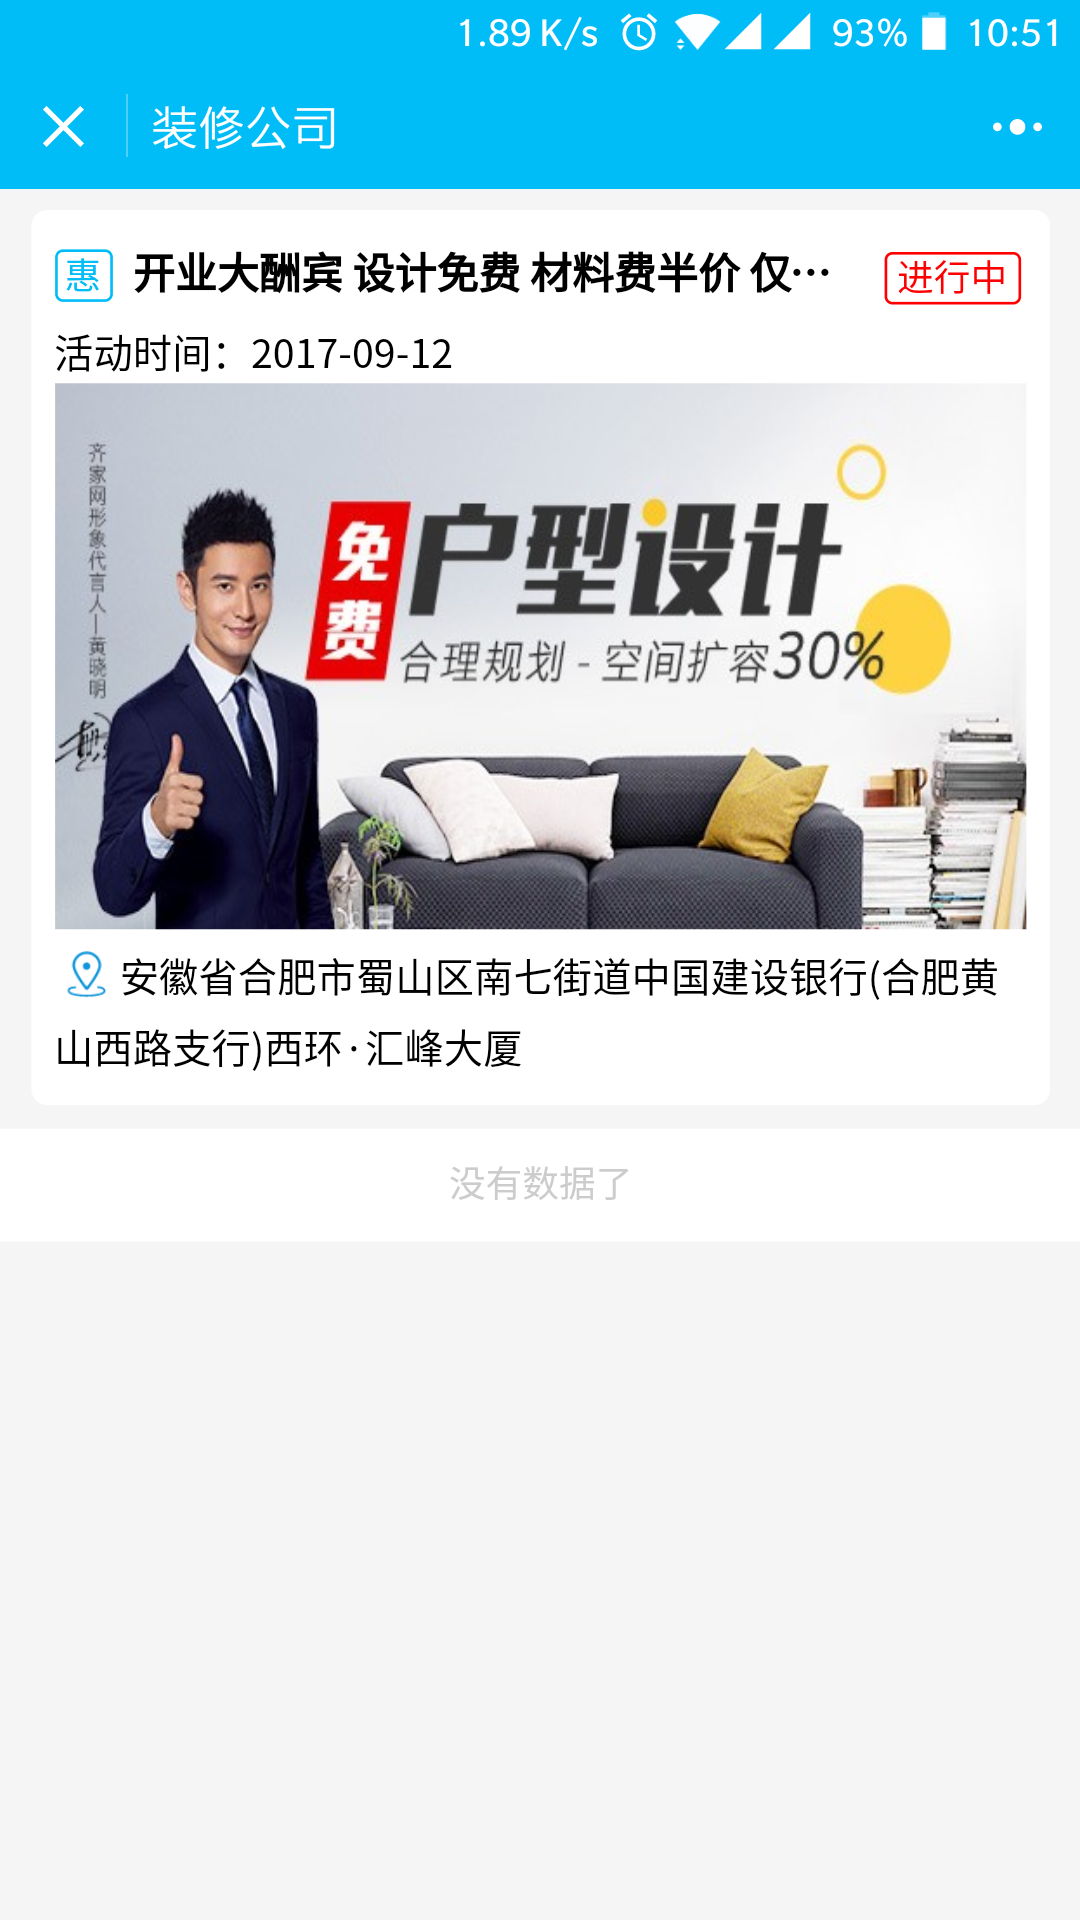 1.89 K/s 93% 10:51
装修公司
惠 开业大酬宾 设计免费 材料费半价 仅… 进行中
活动时间：2017-09-12
齐家网形象代言人—黄晓明
免费
户型设计
合理规划 - 空间扩容30%
安徽省合肥市蜀山区南七街道中国建设银行(合肥黄
山西路支行)西环·汇峰大厦
没有数据了